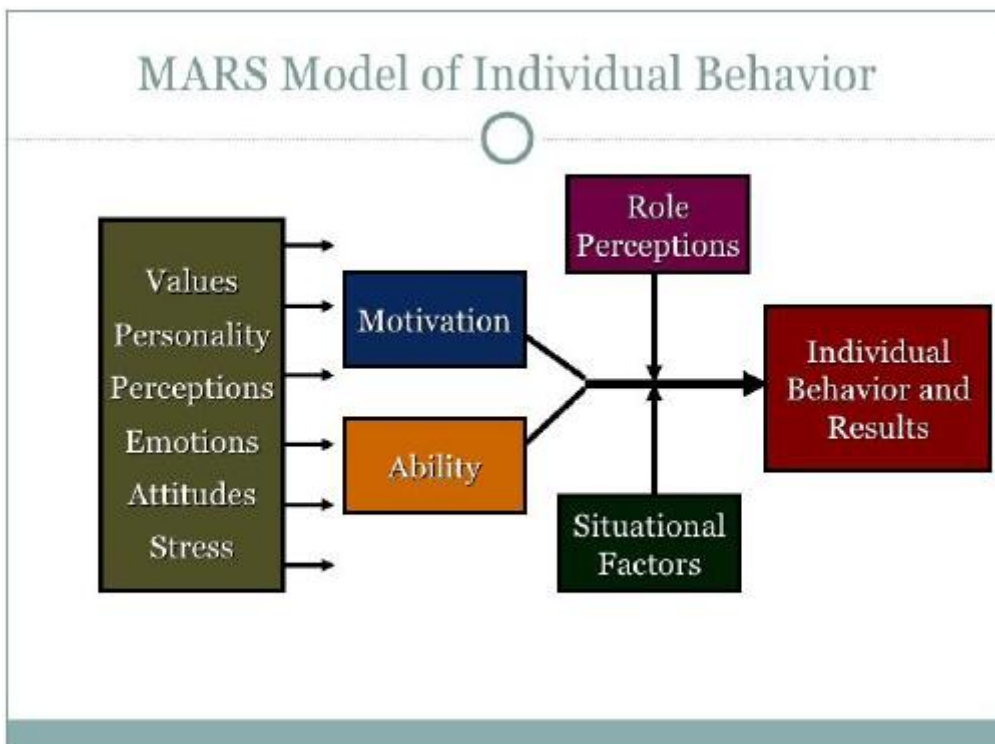 MARS Model of Individual Behavior
Values
Personality
Perceptions
Emotions
Attitudes
Stress
Motivation
Ability
Role
Perceptions
Situational
Factors
Individual
Behavior and
Results